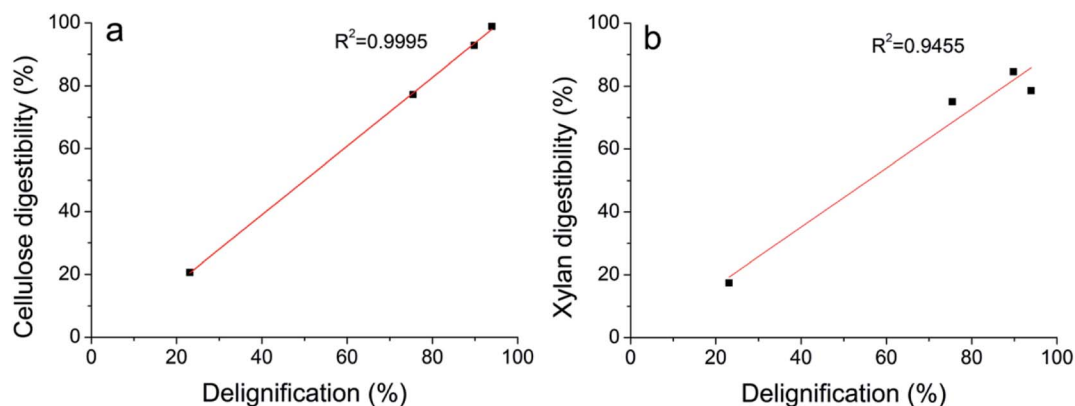 a
R²=0.9995
Cellulose digestibility (%)
100
80
60
40
20
0
0 20 40 60 80 100
Delignification (%)
b
R²=0.9455
Xylan digestibility (%)
100
80
60
40
20
0
0 20 40 60 80 100
Delignification (%)